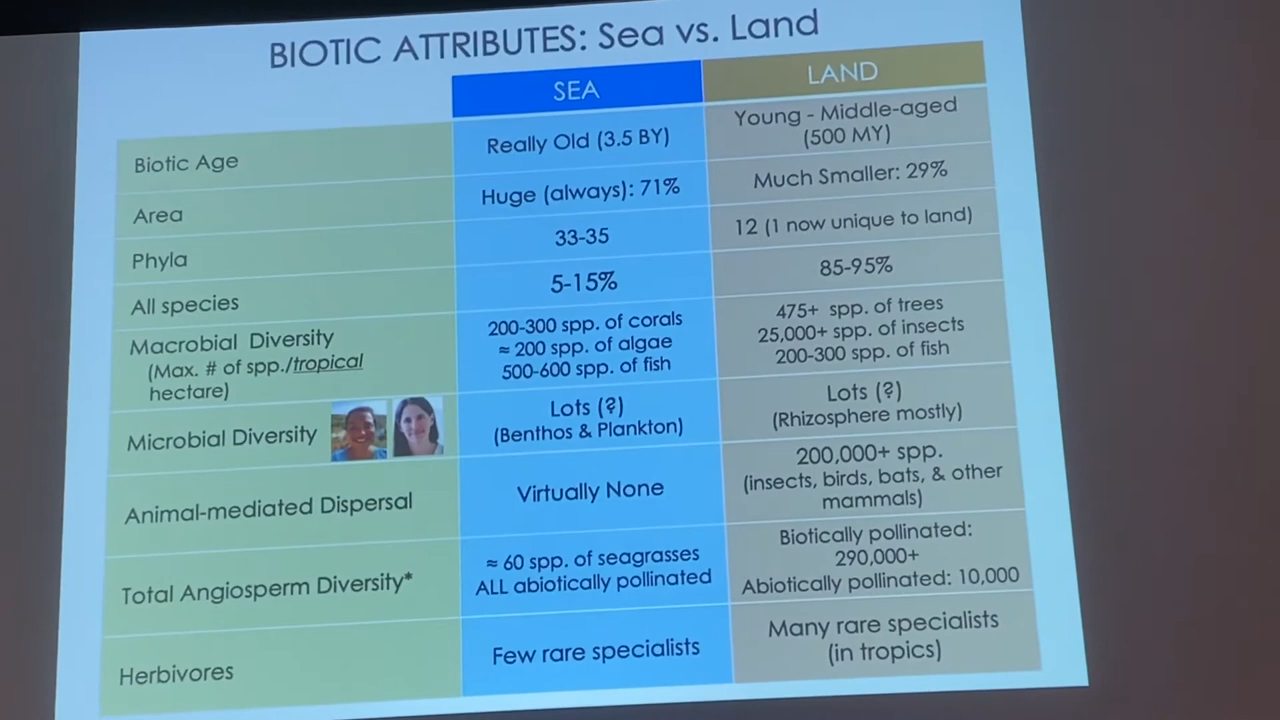 BIOTIC ATTRIBUTES: Sea vs. Land
SEA
LAND
Biotic Age
Really Old (3.5 BY)
Young - Middle-aged
(500 MY)
Area
Huge (always): 71%
Much Smaller: 29%
Phyla
33-35
12 (1 now unique to land)
All species
5-15%
85-95%
Macrobial Diversity
(Max. # of spp./tropical
hectare)
200-300 spp. of corals
≈ 200 spp. of algae
500-600 spp. of fish
475+ spp. of trees
25,000+ spp. of insects
200-300 spp. of fish
Microbial Diversity
Lots (?)
(Benthos & Plankton)
Lots (?)
(Rhizosphere mostly)
Animal-mediated Dispersal
Virtually None
200,000+ spp.
(insects, birds, bats, & other
mammals)
Total Angiosperm Diversity*
≈ 60 spp. of seagrasses
ALL abiotically pollinated
Biotically pollinated:
290,000+
Abiotically pollinated: 10,000
Herbivores
Few rare specialists
Many rare specialists
(in tropics)